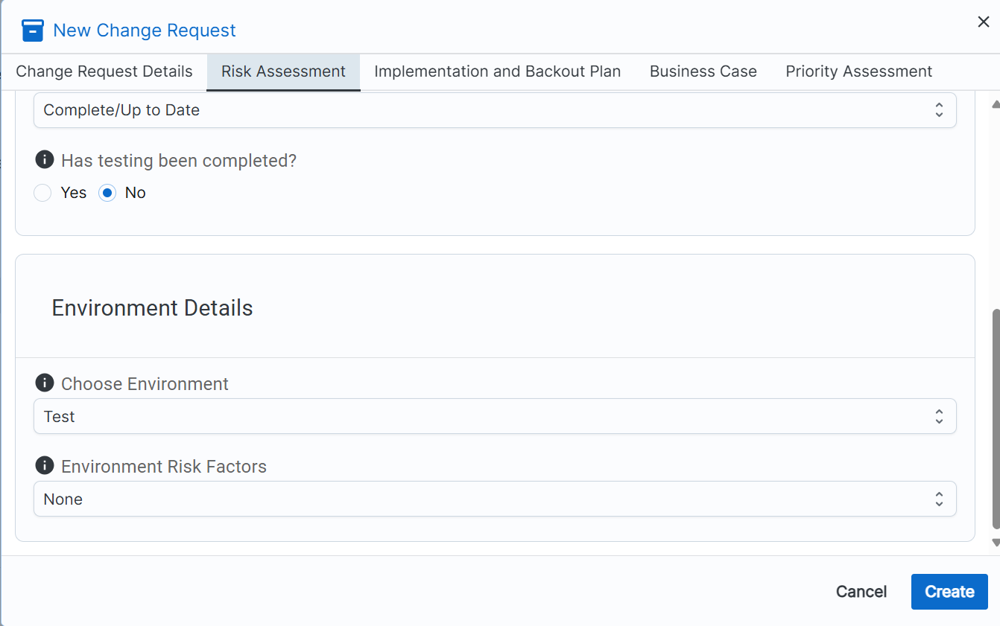 New Change Request
Change Request Details Risk Assessment Implementation and Backout Plan Business Case Priority Assessment
Complete/Up to Date
Has testing been completed?
Yes No
Environment Details
Choose Environment
Test
Environment Risk Factors
None
Cancel Create